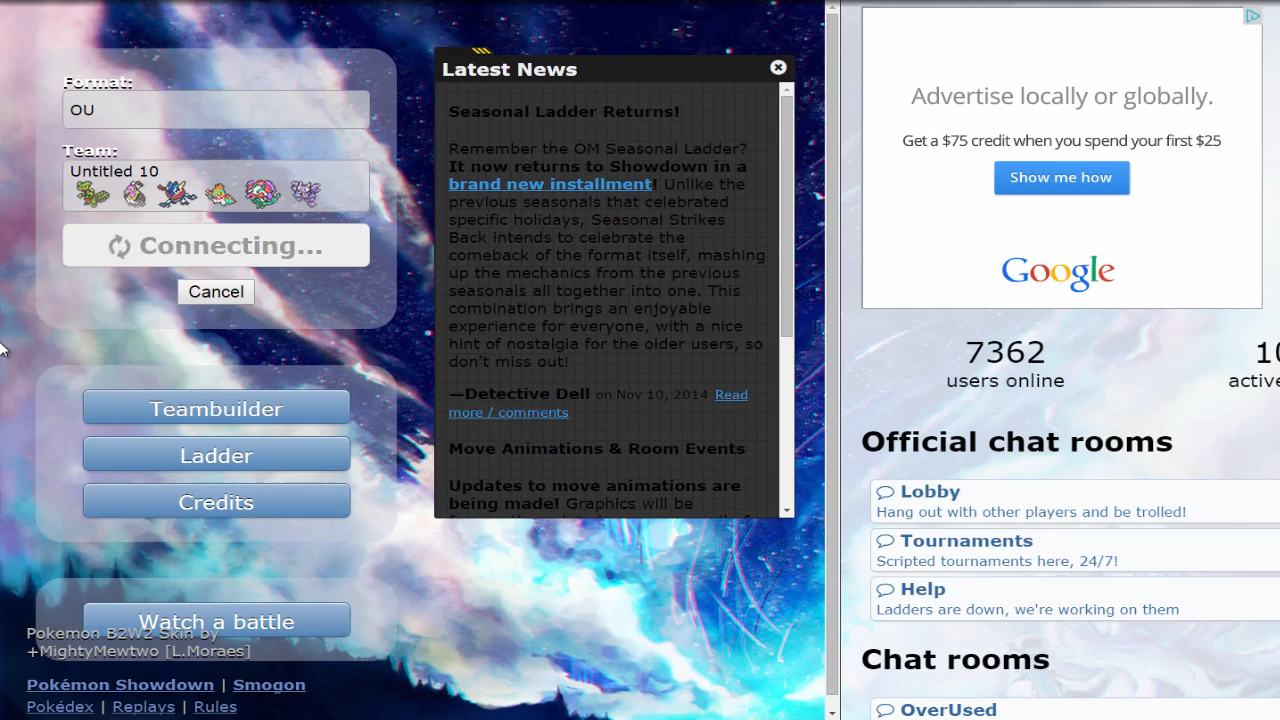 Format:
OU
Team:
Untitled 10
Connecting...
Cancel
Teambuilder
Ladder
Credits
Watch a battle
Pokemon B2W2 Skin by
+MightyMewtwo [L.Moraes]
Pokémon Showdown | Smogon
Pokédex | Replays | Rules
Latest News
Seasonal Ladder Returns!
Remember the OM Seasonal Ladder?
It now returns to Showdown in a
brand new installment! Unlike the
previous seasonals that celebrated
specific holidays, Seasonal Strikes
Back intends to celebrate the
comeback of the format itself, mashing
up the mechanics from the previous
seasonals all together into one. This
combination brings an enjoyable
experience for everyone, with a nice
hint of nostalgia for the older users, so
don't miss out!
—Detective Dell on Nov 10, 2014 Read
more / comments
Move Animations & Room Events
Updates to move animations are
being made! Graphics will be
Advertise locally or globally.
Get a $75 credit when you spend your first $25
Show me how
Google
7362
users online
Official chat rooms
Lobby
Hang out with other players and be trolled!
Tournaments
Scripted tournaments here, 24/7!
Help
Ladders are down, we're working on them
Chat rooms
OverUsed